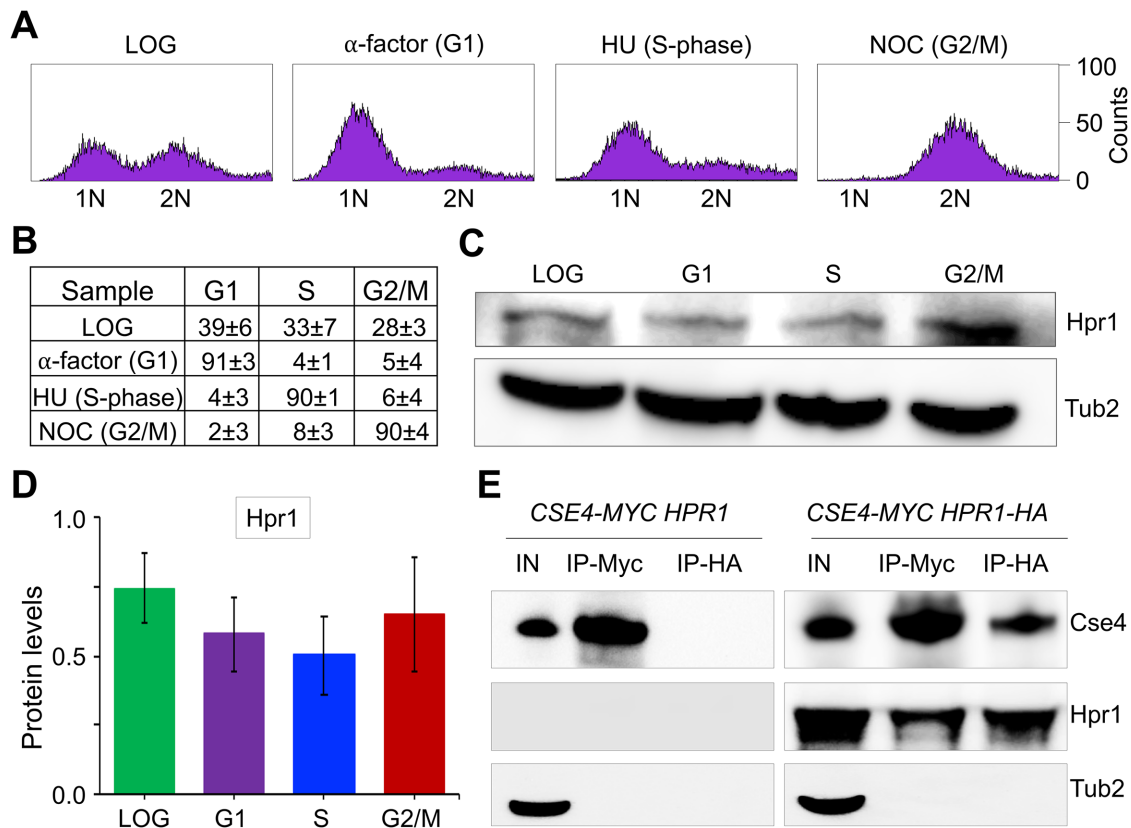 A
LOG
α-factor (G1)
HU (S-phase)
NOC (G2/M)
100
50
0
Counts
1N 2N
1N 2N
1N 2N
1N 2N
B
Sample G1 S G2/M
LOG 39±6 33±7 28±3
α-factor (G1) 91±3 4±1 5±4
HU (S-phase) 4±3 90±1 6±4
NOC (G2/M) 2±3 8±3 90±4
C
LOG G1 S G2/M
Hpr1
Tub2
D
Hpr1
Protein levels
1.0
0.5
0.0
LOG G1 S G2/M
E
CSE4-MYC HPR1
CSE4-MYC HPR1-HA
IN IP-Myc IP-HA
IN IP-Myc IP-HA
Cse4
Hpr1
Tub2